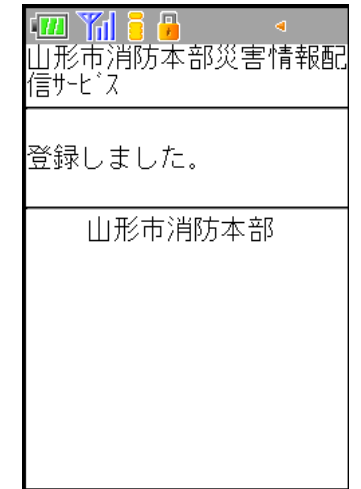 山形市消防本部災害情報配
信ｻｰﾋﾞｽ
登録しました。
山形市消防本部